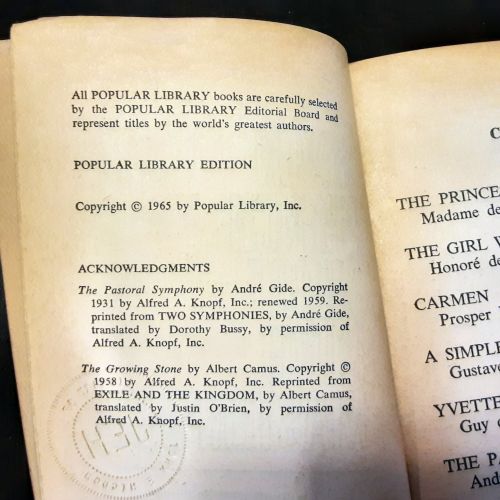 All POPULAR LIBRARY books are carefully selected
by the POPULAR LIBRARY Editorial Board and
represent titles by the world's greatest authors.
POPULAR LIBRARY EDITION
Copyright © 1965 by Popular Library, Inc.
ACKNOWLEDGMENTS
The Pastoral Symphony by André Gide. Copyright
1931 by Alfred A. Knopf, Inc.; renewed 1959. Re-
printed from TWO SYMPHONIES, by André Gide,
translated by Dorothy Bussy, by permission of
Alfred A. Knopf, Inc.
The Growing Stone by Albert Camus. Copyright ©
1958 by Alfred A. Knopf, Inc. Reprinted from
EXILE AND THE KINGDOM, by Albert Camus,
translated by Justin O'Brien, by permission of
Alfred A. Knopf, Inc.
THE PRINCE
Madame de
THE GIRL W
Honoré de
CARMEN
Prosper
A SIMPLE
Gustave
YVETTE
Guy
THE PA